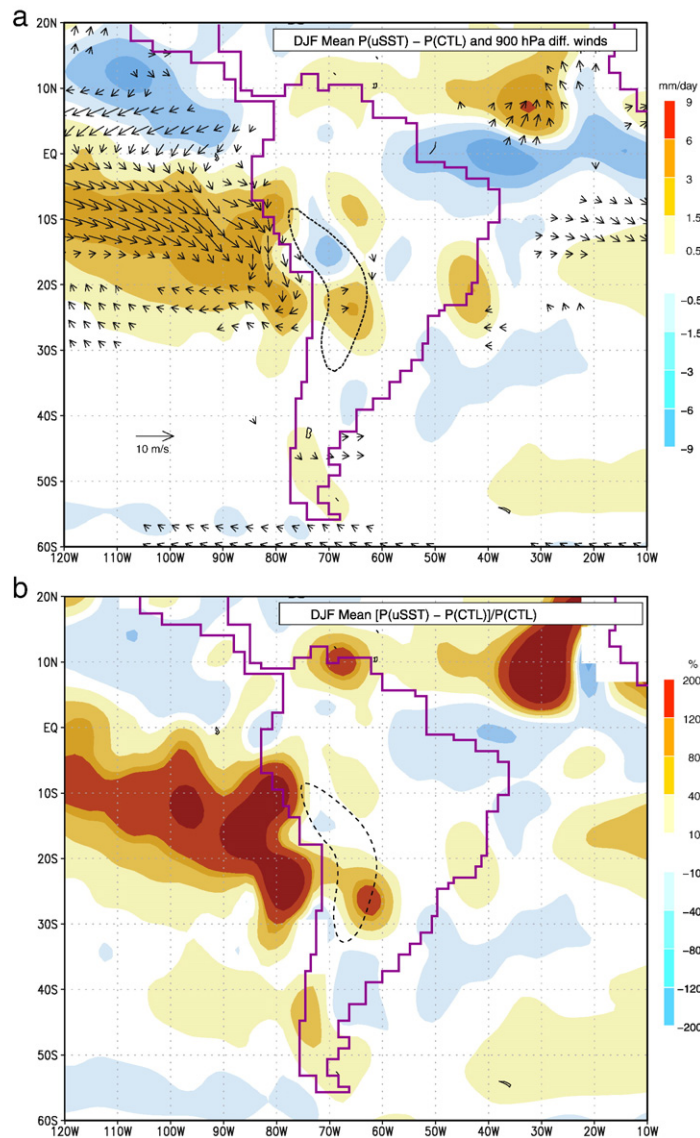 a
DJF Mean P(uSST) – P(CTL) and 900 hPa diff. winds
20N
10N
EQ
10S
20S
30S
40S
50S
60S
10 m/s
120W 110W 100W 90W 80W 70W 60W 50W 40W 30W 20W 10W
mm/day
9
6
3
1.5
0.5
–0.5
–1.5
–3
–6
–9
b
DJF Mean [P(uSST) – P(CTL)]/P(CTL)
20N
10N
EQ
10S
20S
30S
40S
50S
60S
120W 110W 100W 90W 80W 70W 60W 50W 40W 30W 20W 10W
%
200
120
80
40
10
–10
–40
–80
–120
–200